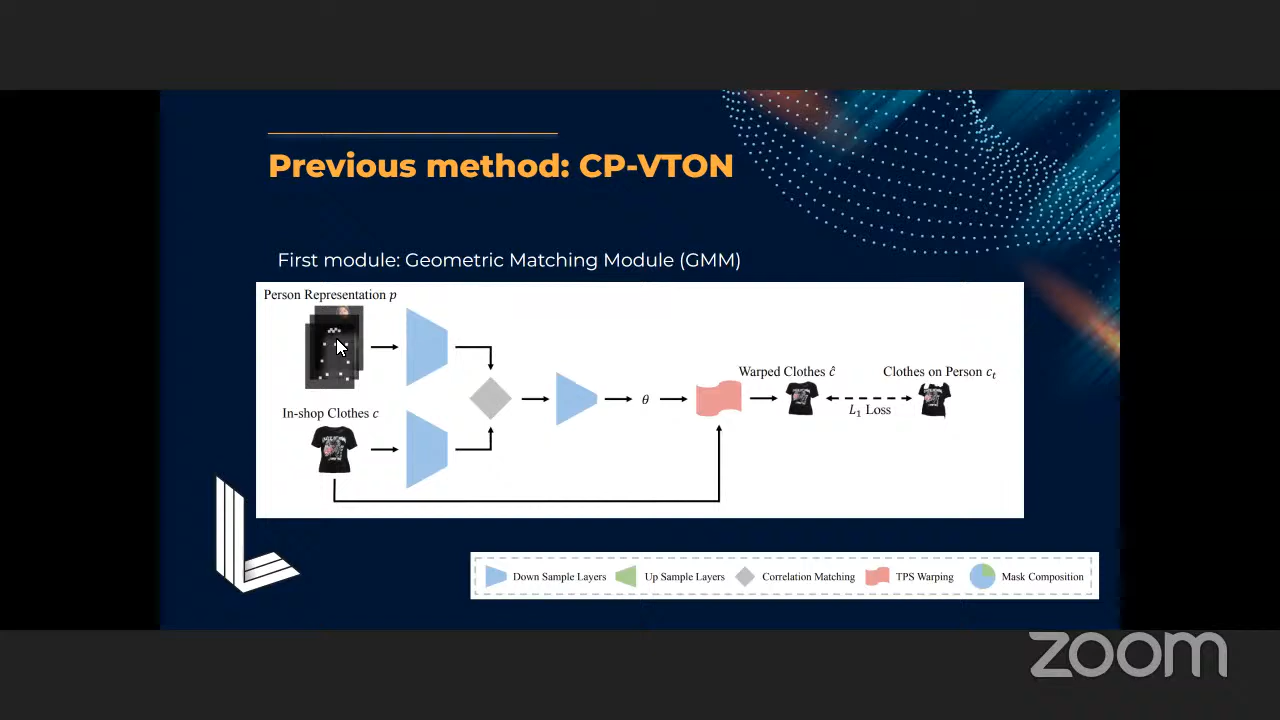 Previous method: CP-VTON
First module: Geometric Matching Module (GMM)
Person Representation p
In-shop Clothes c
θ
Warped Clothes ĉ
Clothes on Person cₜ
L₁ Loss
Down Sample Layers
Up Sample Layers
Correlation Matching
TPS Warping
Mask Composition
zoom